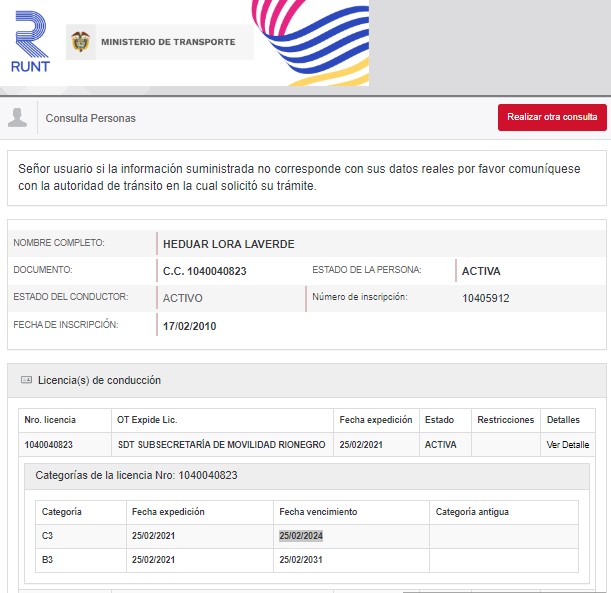 RUNT
MINISTERIO DE TRANSPORTE
Consulta Personas
Realizar otra consulta
Señor usuario si la información suministrada no corresponde con sus datos reales por favor comuníquese
con la autoridad de tránsito en la cual solicitó su trámite.
NOMBRE COMPLETO: HEDUAR LORA LAVERDE
DOCUMENTO: C.C. 1040040823 ESTADO DE LA PERSONA: ACTIVA
ESTADO DEL CONDUCTOR: ACTIVO Número de inscripción: 10405912
FECHA DE INSCRIPCIÓN: 17/02/2010
Licencia(s) de conducción
Nro. licencia OT Expide Lic. Fecha expedición Estado Restricciones Detalles
1040040823 SDT SUBSECRETARÍA DE MOVILIDAD RIONEGRO 25/02/2021 ACTIVA Ver Detalle
Categorías de la licencia Nro: 1040040823
Categoría Fecha expedición Fecha vencimiento Categoría antigua
C3 25/02/2021 25/02/2024
B3 25/02/2021 25/02/2031